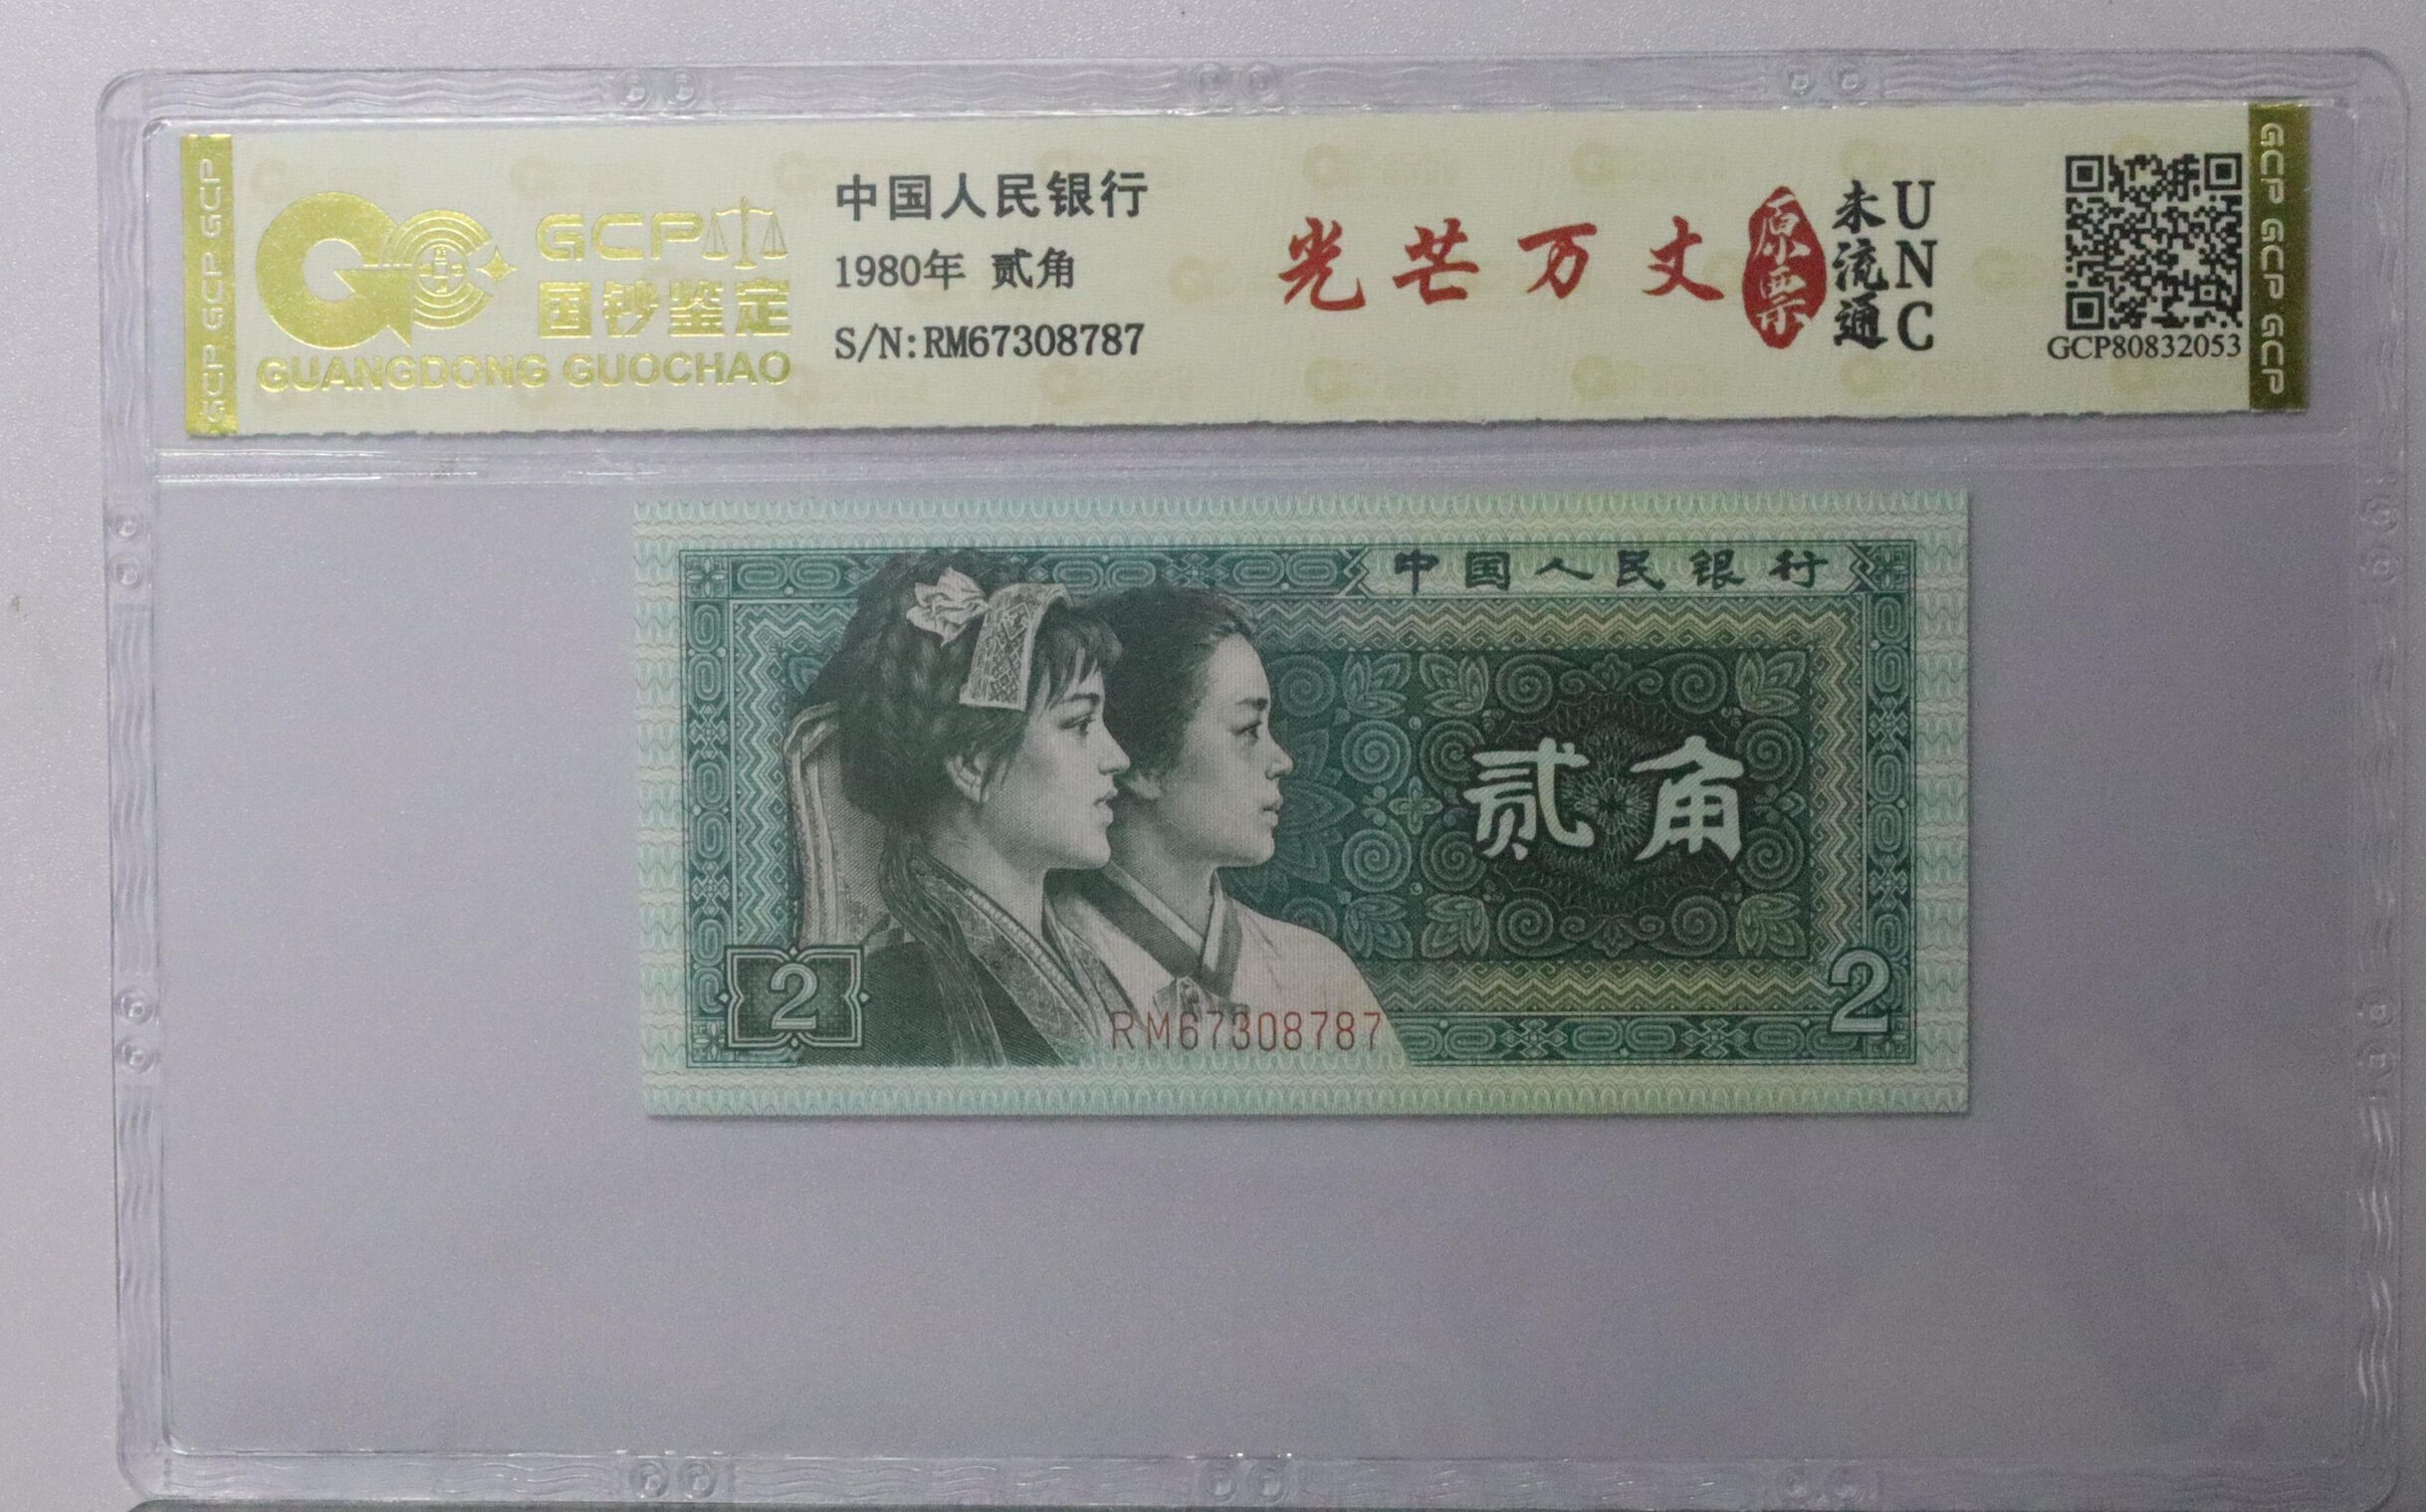 GCP GCP GCP
GCP
国钞鉴定
GUANGDONG GUOCHAO
中国人民银行
1980年 贰角
S/N:RM67308787
光芒万丈
原票
未流通
UNC
GCP80832053
GCP GCP GCP
中国人民银行
贰角
2
2
RM67308787